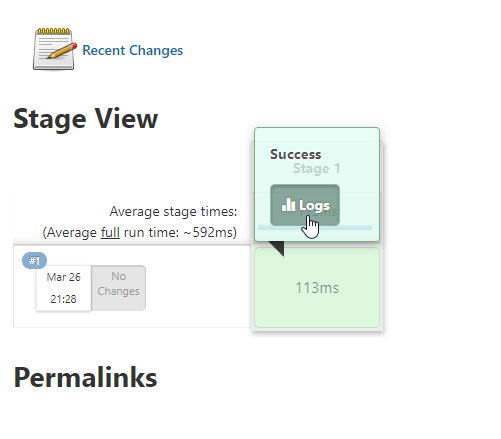 Recent Changes
Stage View
Success
Stage 1
Logs
Average stage times:
(Average full run time: ~592ms)
#1
Mar 26
21:28
No
Changes
113ms
Permalinks